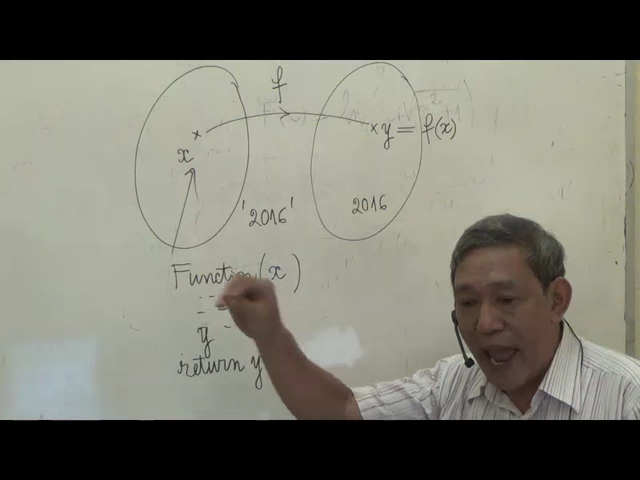 f
x
y = f(x)
'2016'
2016
Function(x)
y
return y